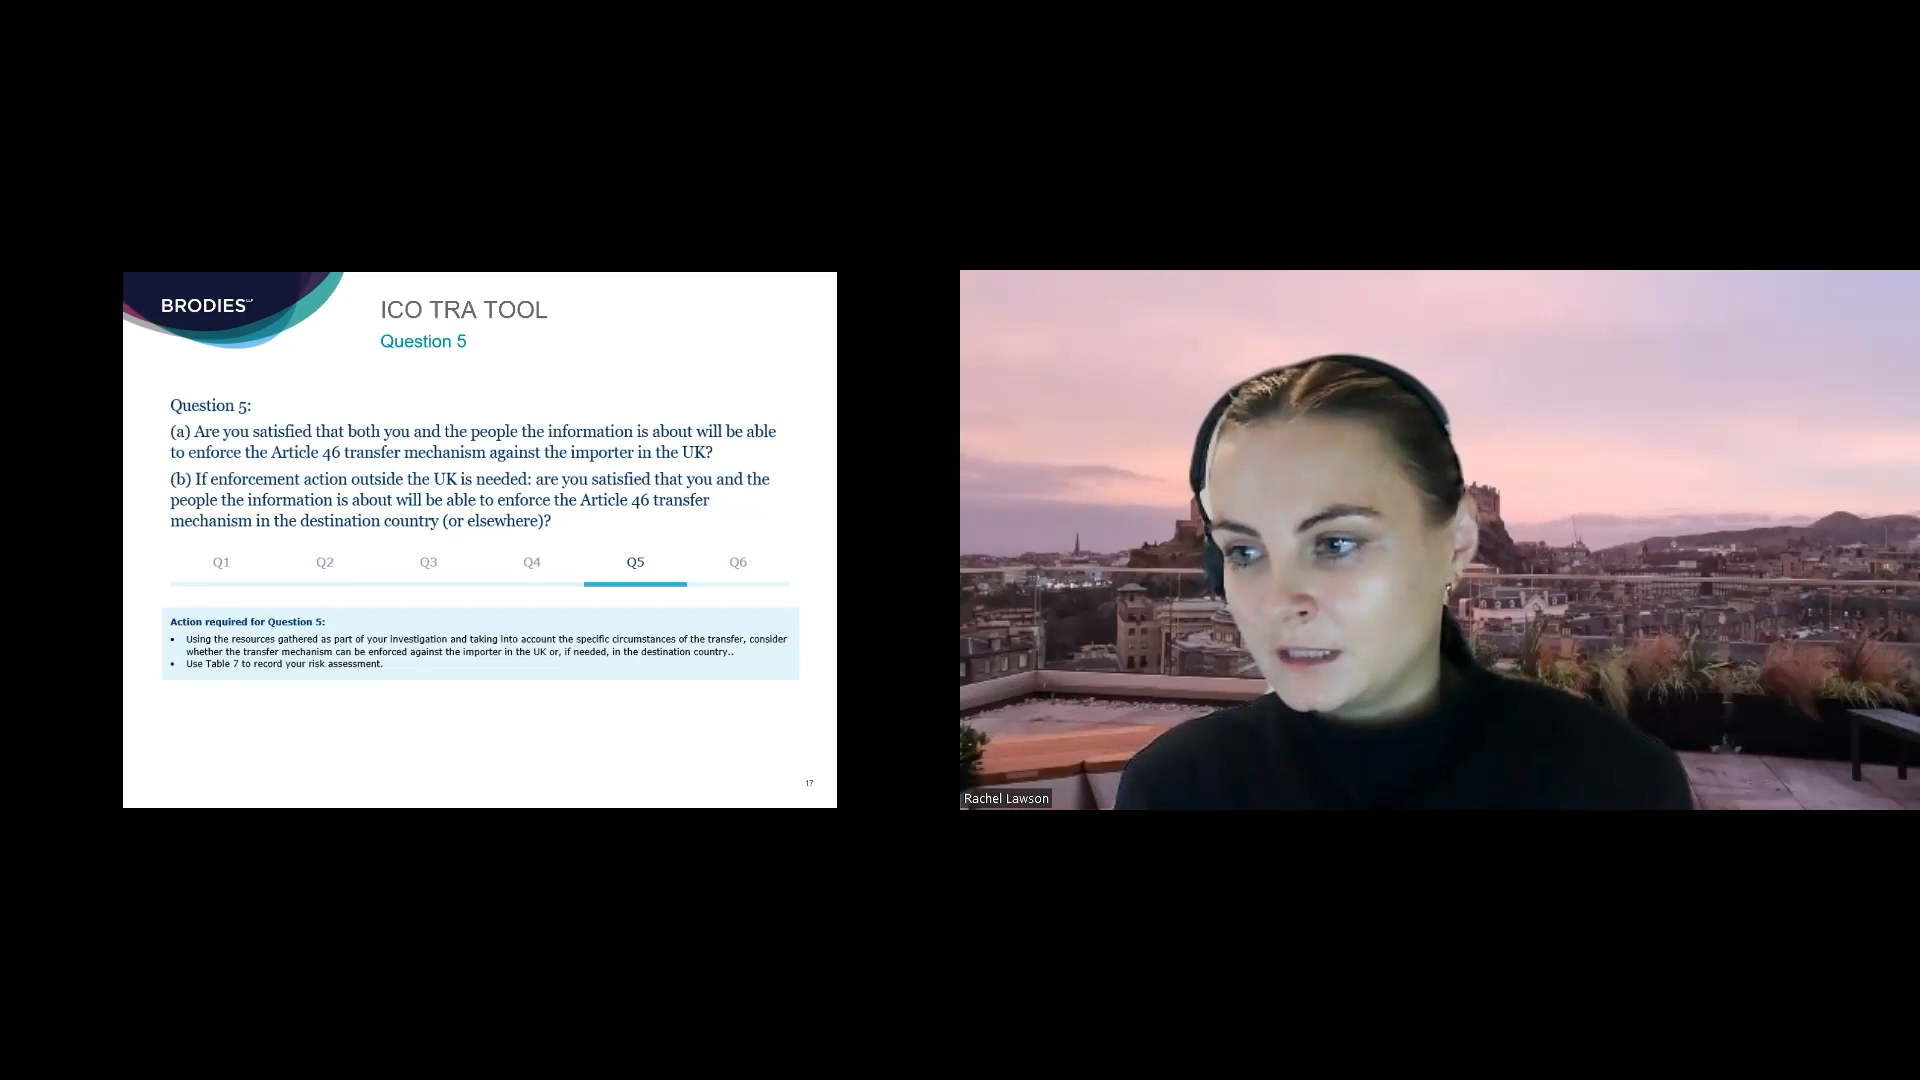 BRODIES LLP
ICO TRA TOOL
Question 5
Question 5:
(a) Are you satisfied that both you and the people the information is about will be able
to enforce the Article 46 transfer mechanism against the importer in the UK?
(b) If enforcement action outside the UK is needed: are you satisfied that you and the
people the information is about will be able to enforce the Article 46 transfer
mechanism in the destination country (or elsewhere)?
Q1 Q2 Q3 Q4 Q5 Q6
Action required for Question 5:
• Using the resources gathered as part of your investigation and taking into account the specific circumstances of the transfer, consider
whether the transfer mechanism can be enforced against the importer in the UK or, if needed, in the destination country..
• Use Table 7 to record your risk assessment.
17
Rachel Lawson